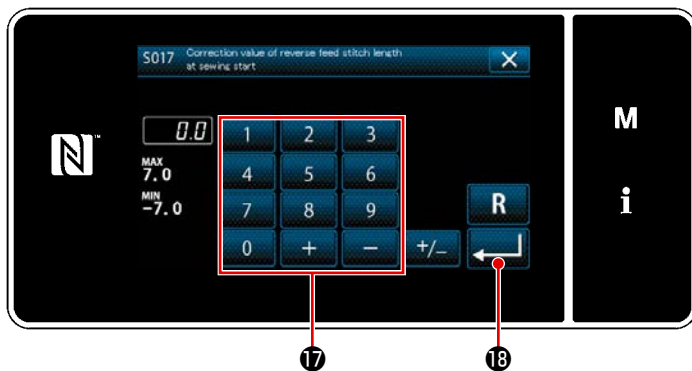 S017 Correction value of reverse feed stitch length
at sewing start
0.0
MAX
7.0
MIN
-7.0
1 2 3
4 5 6
7 8 9
0 + − +/−
R
M
i
N
⓱ ⓲